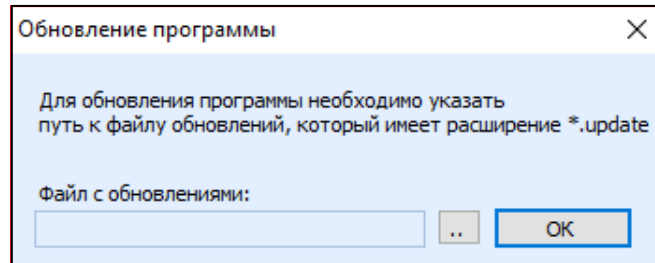 Обновление программы
Для обновления программы необходимо указать
путь к файлу обновлений, который имеет расширение *.update
Файл с обновлениями:
.. OK